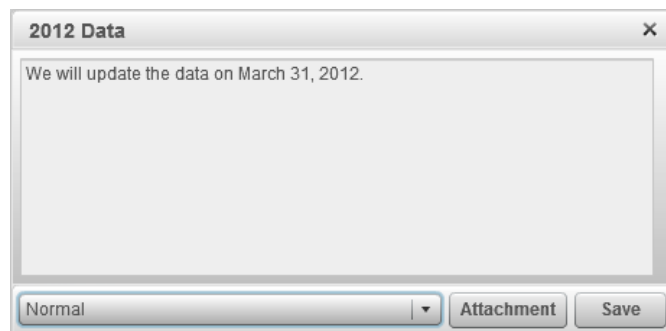 2012 Data
We will update the data on March 31, 2012.
Normal
Attachment
Save